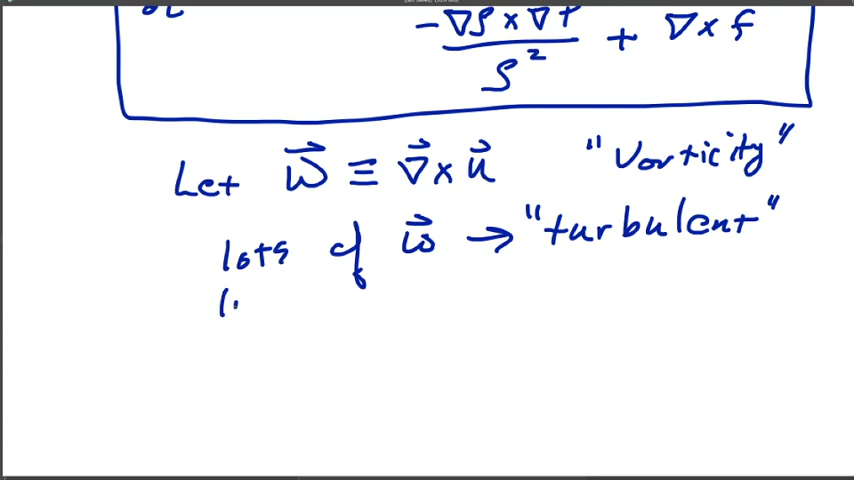 -∇ρ × ∇P / ρ² + ∇×f
Let ω⃗ ≡ ∇⃗×u⃗ "Vorticity"
lots of ω⃗ → "turbulent"